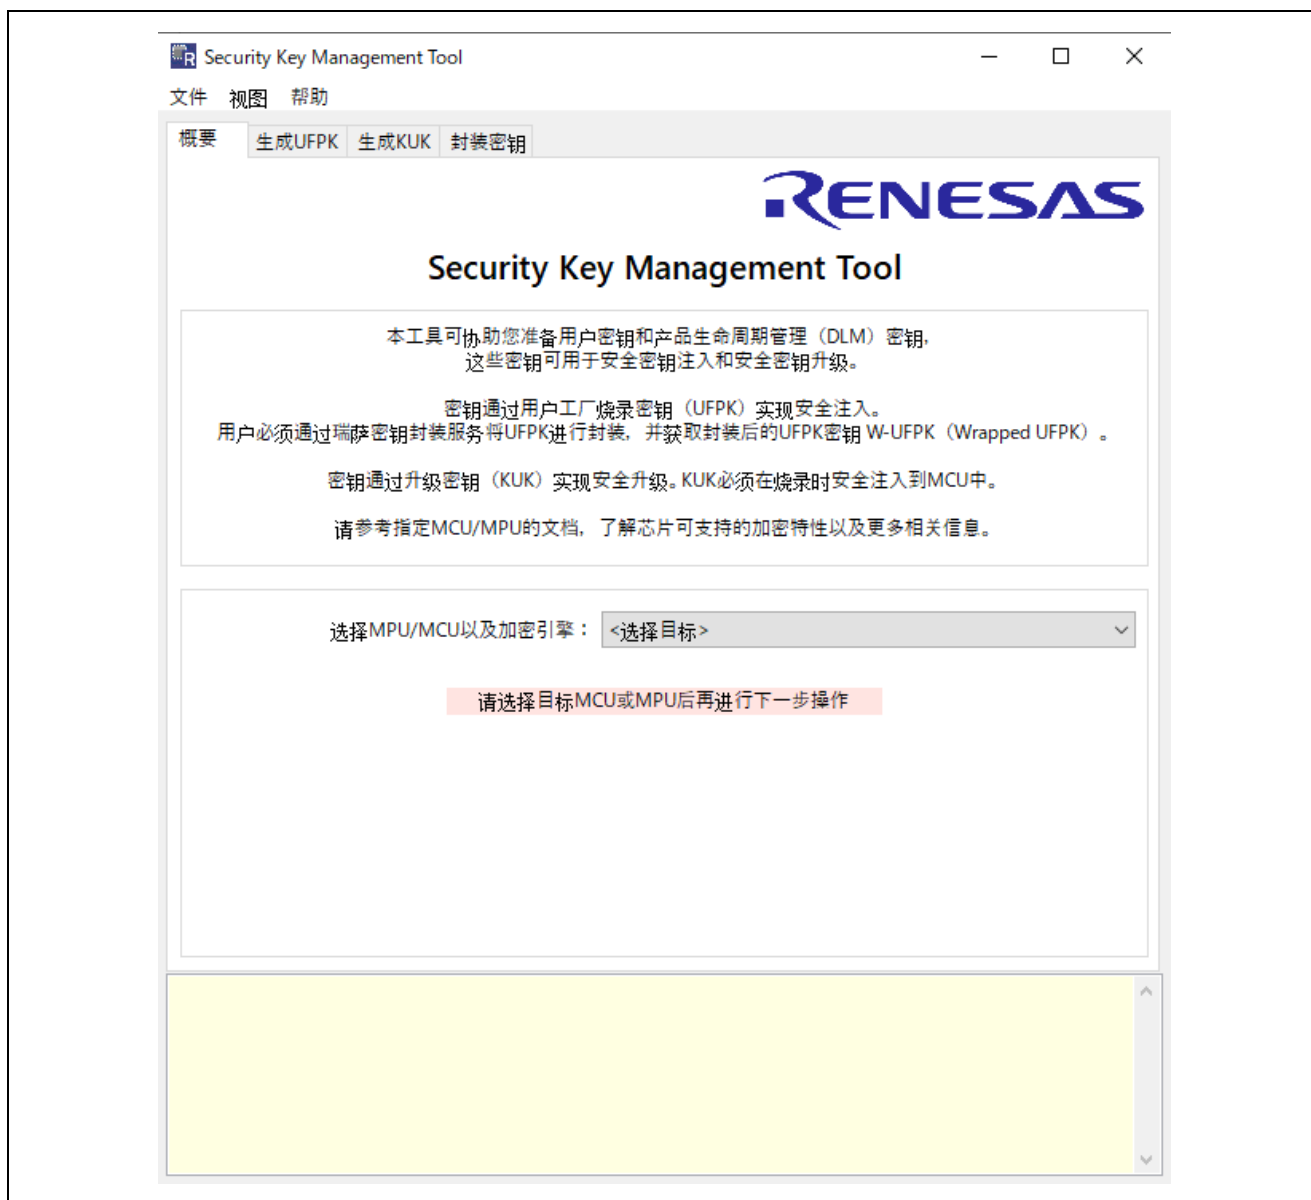 Security Key Management Tool
文件 视图 帮助
概要 生成UFPK 生成KUK 封装密钥
RENESAS
Security Key Management Tool
本工具可协助您准备用户密钥和产品生命周期管理（DLM）密钥，
这些密钥可用于安全密钥注入和安全密钥升级。
密钥通过用户工厂烧录密钥（UFPK）实现安全注入。
用户必须通过瑞萨密钥封装服务将UFPK进行封装，并获取封装后的UFPK密钥 W-UFPK（Wrapped UFPK）。
密钥通过升级密钥（KUK）实现安全升级。KUK必须在烧录时安全注入到MCU中。
请参考指定MCU/MPU的文档，了解芯片可支持的加密特性以及更多相关信息。
选择MPU/MCU以及加密引擎： <选择目标>
请选择目标MCU或MPU后再进行下一步操作